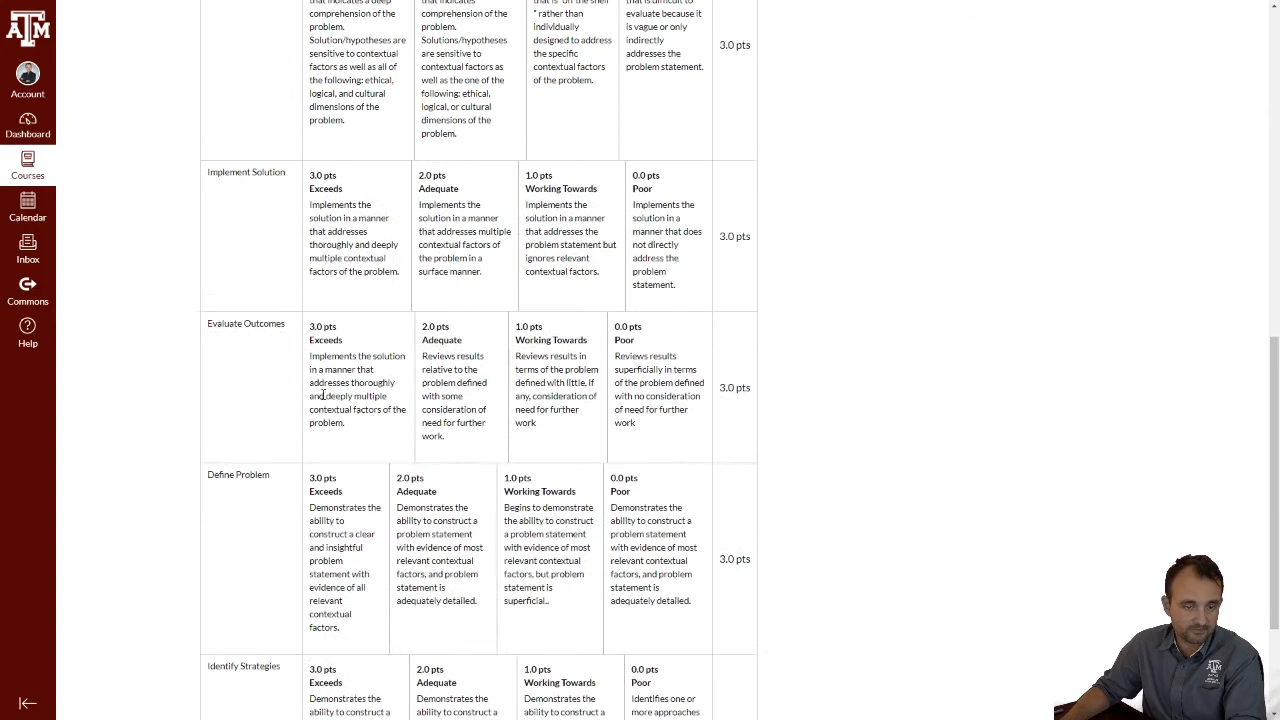 that indicates a deep
comprehension of the
problem.
Solution/hypotheses are
sensitive to contextual
factors as well as all of
the following: ethical,
logical, and cultural
dimensions of the
problem.
that indicates
comprehension of the
problem.
Solutions/hypotheses
are sensitive to
contextual factors as
well as the one of the
following: ethical,
logical, or cultural
dimensions of the
problem.
that is "off the shelf
" rather than
individually
designed to address
the specific
contextual factors
of the problem.
that is difficult to
evaluate because it
is vague or only
indirectly
addresses the
problem statement.
3.0 pts
Implement Solution
3.0 pts
Exceeds
Implements the
solution in a manner
that addresses
thoroughly and deeply
multiple contextual
factors of the problem.
2.0 pts
Adequate
Implements the
solution in a manner
that addresses multiple
contextual factors of
the problem in a
surface manner.
1.0 pts
Working Towards
Implements the
solution in a manner
that addresses the
problem statement but
ignores relevant
contextual factors.
0.0 pts
Poor
Implements the
solution in a
manner that does
not directly
address the
problem
statement.
3.0 pts
Evaluate Outcomes
3.0 pts
Exceeds
Implements the solution
in a manner that
addresses thoroughly
and deeply multiple
contextual factors of the
problem.
2.0 pts
Adequate
Reviews results
relative to the
problem defined
with some
consideration of
need for further
work.
1.0 pts
Working Towards
Reviews results in
terms of the problem
defined with little, if
any, consideration of
need for further
work
0.0 pts
Poor
Reviews results
superficially in terms
of the problem defined
with no consideration
of need for further
work
3.0 pts
Define Problem
3.0 pts
Exceeds
Demonstrates the
ability to
construct a clear
and insightful
problem
statement with
evidence of all
relevant
contextual
factors.
2.0 pts
Adequate
Demonstrates the
ability to construct a
problem statement
with evidence of most
relevant contextual
factors, and problem
statement is
adequately detailed.
1.0 pts
Working Towards
Begins to demonstrate
the ability to construct
a problem statement
with evidence of most
relevant contextual
factors, but problem
statement is
superficial..
0.0 pts
Poor
Demonstrates the
ability to construct a
problem statement
with evidence of most
relevant contextual
factors, and problem
statement is
adequately detailed.
3.0 pts
Identify Strategies
3.0 pts
Exceeds
Demonstrates the
ability to construct a
2.0 pts
Adequate
Demonstrates the
ability to construct a
1.0 pts
Working Towards
Demonstrates the
ability to construct a
0.0 pts
Poor
Identifies one or
more approaches
ATM
Account
Dashboard
Courses
Calendar
Inbox
Commons
Help
ATM